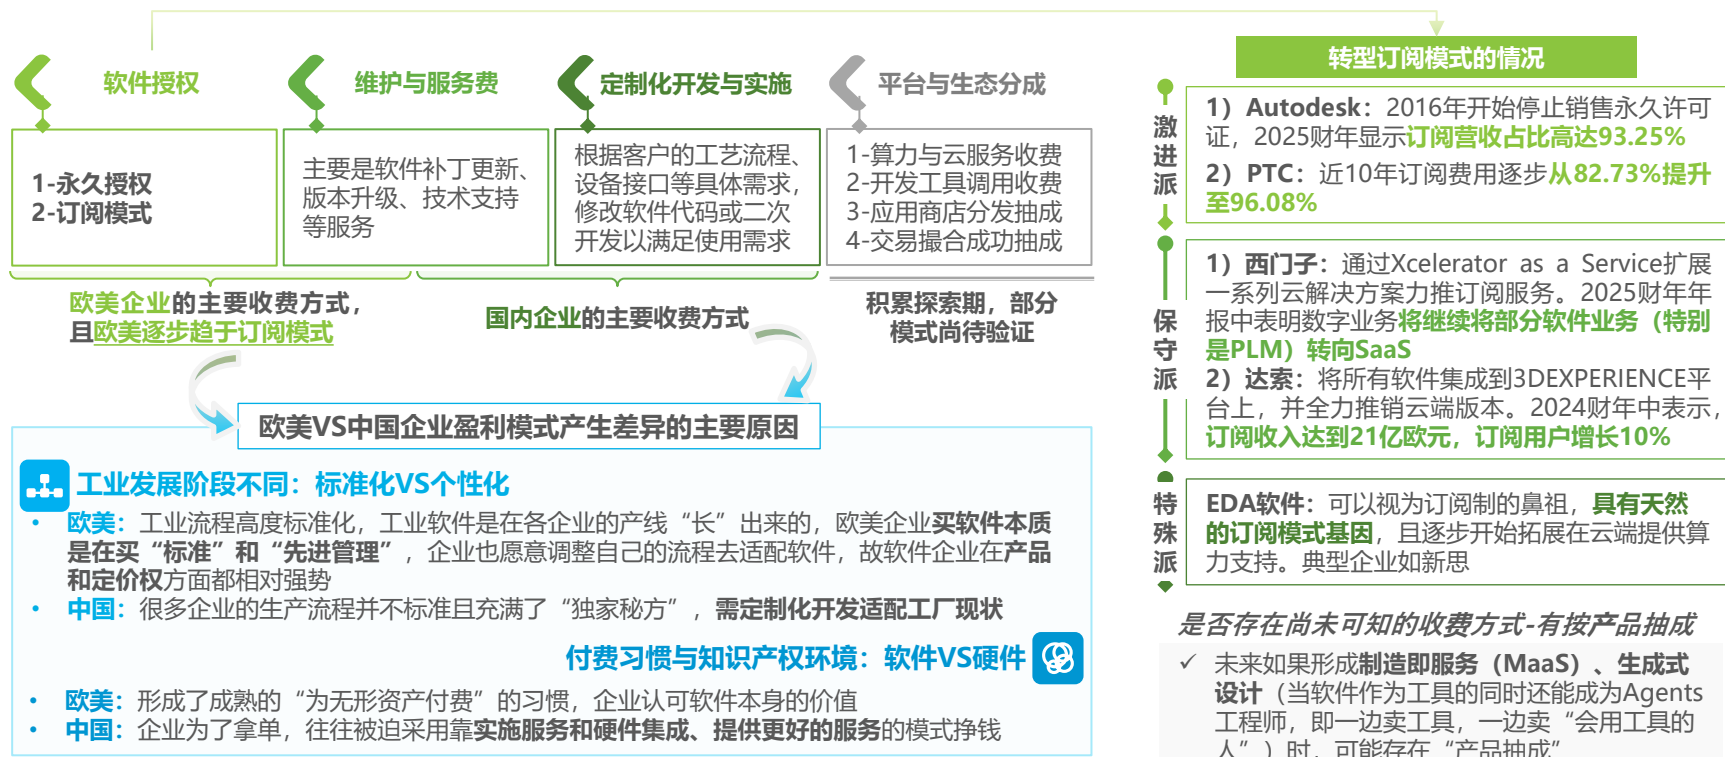 软件授权
1-永久授权
2-订阅模式
维护与服务费
主要是软件补丁更新、
版本升级、技术支持
等服务
定制化开发与实施
根据客户的工艺流程、
设备接口等具体需求，
修改软件代码或二次
开发以满足使用需求
平台与生态分成
1-算力与云服务收费
2-开发工具调用收费
3-应用商店分发抽成
4-交易撮合成功抽成
欧美企业的主要收费方式，
且欧美逐步趋于订阅模式
国内企业的主要收费方式
积累探索期，部分
模式尚待验证
欧美VS中国企业盈利模式产生差异的主要原因
工业发展阶段不同：标准化VS个性化
• 欧美：工业流程高度标准化，工业软件是在各企业的产线“长”出来的，欧美企业买软件本质
是在买“标准”和“先进管理”，企业也愿意调整自己的流程去适配软件，故软件企业在产品
和定价权方面都相对强势
• 中国：很多企业的生产流程并不标准且充满了“独家秘方”，需定制化开发适配工厂现状
付费习惯与知识产权环境：软件VS硬件
• 欧美：形成了成熟的“为无形资产付费”的习惯，企业认可软件本身的价值
• 中国：企业为了拿单，往往被迫采用靠实施服务和硬件集成、提供更好的服务的模式挣钱
转型订阅模式的情况
激进派
1）Autodesk：2016年开始停止销售永久许可
证，2025财年显示订阅营收占比高达93.25%
2）PTC：近10年订阅费用逐步从82.73%提升
至96.08%
保守派
1）西门子：通过Xcelerator as a Service扩展
一系列云解决方案力推订阅服务。2025财年年
报中表明数字业务将继续将部分软件业务（特别
是PLM）转向SaaS
2）达索：将所有软件集成到3DEXPERIENCE平
台上，并全力推销云端版本。2024财年中表示，
订阅收入达到21亿欧元，订阅用户增长10%
特殊派
EDA软件：可以视为订阅制的鼻祖，具有天然
的订阅模式基因，且逐步开始拓展在云端提供算
力支持。典型企业如新思
是否存在尚未可知的收费方式-有按产品抽成
✓ 未来如果形成制造即服务（MaaS）、生成式
设计（当软件作为工具的同时还能成为Agents
工程师，即一边卖工具，一边卖“会用工具的
人”）时，可能存在“产品抽成”